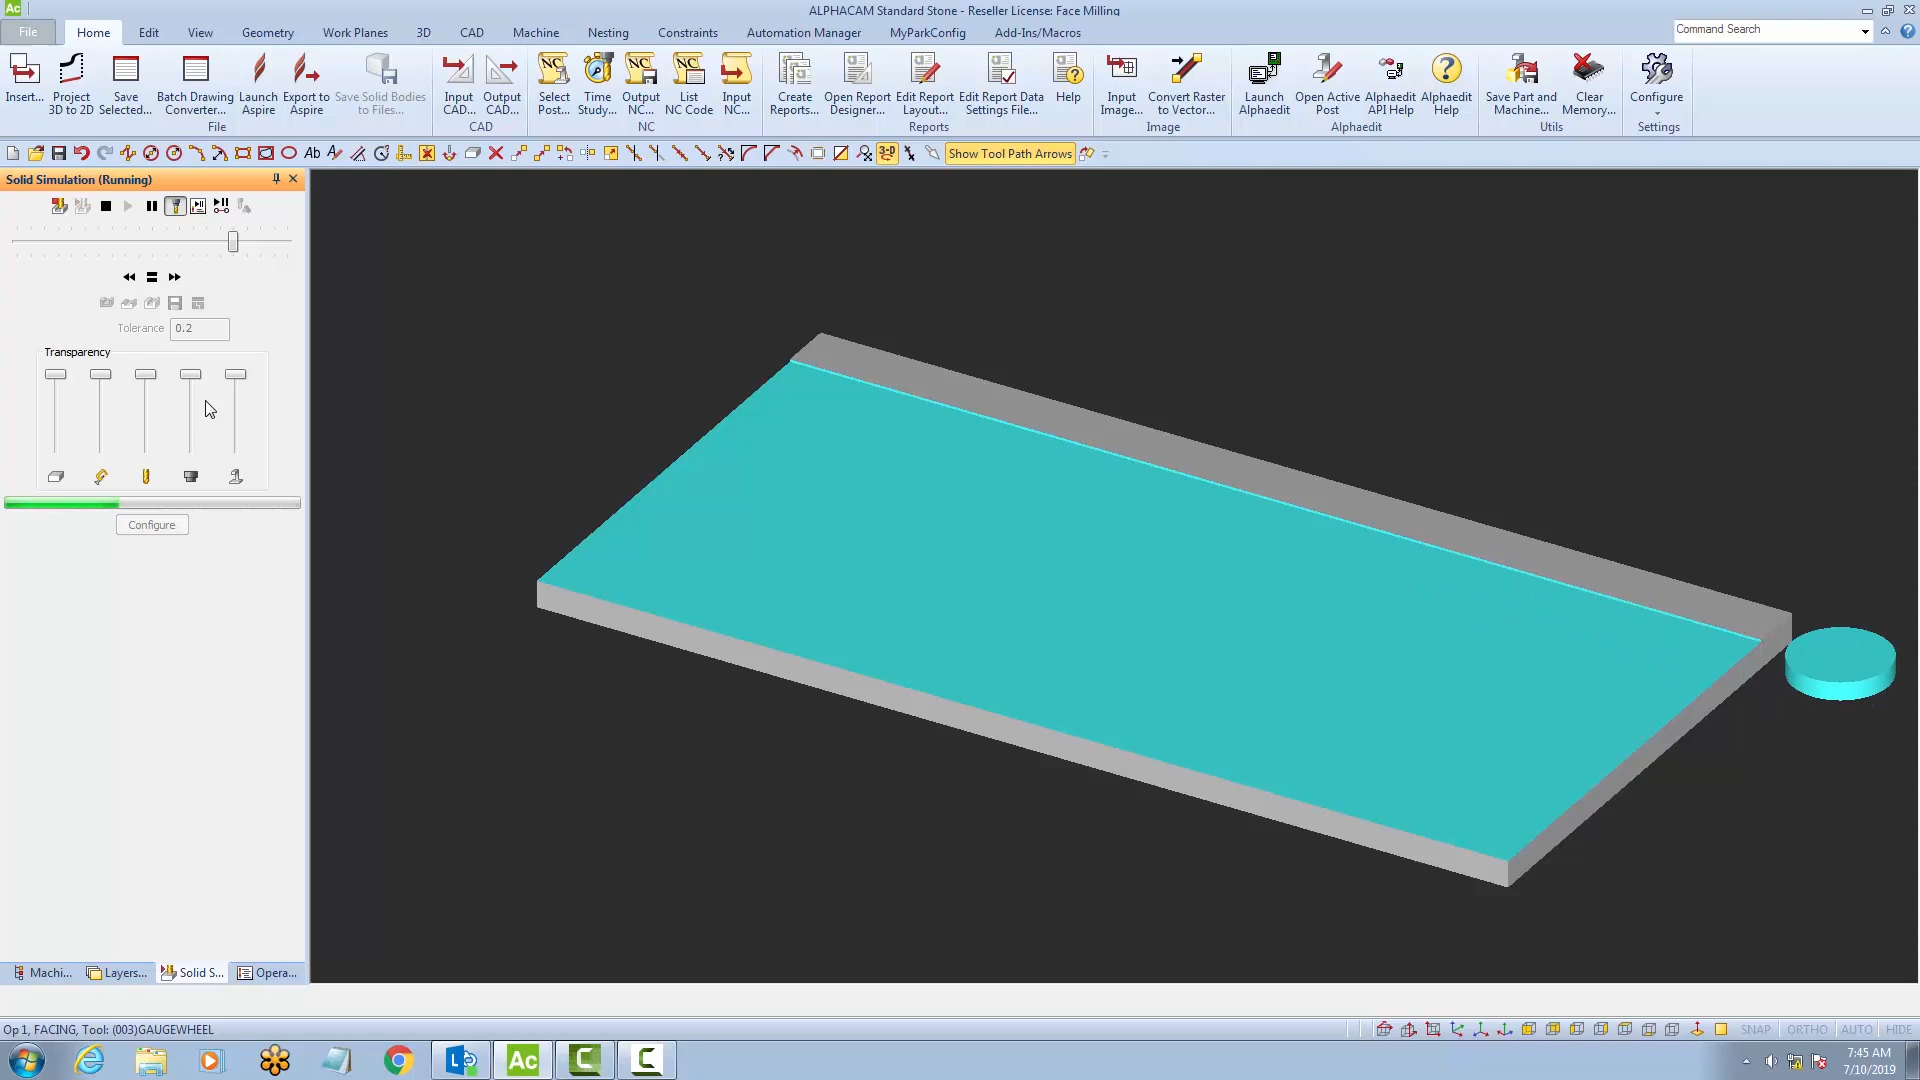 Ac
ALPHACAM Standard Stone - Reseller License: Face Milling
File Home Edit View Geometry Work Planes 3D CAD Machine Nesting Constraints Automation Manager MyParkConfig Add-Ins/Macros
Command Search
Insert... Project Save Batch Drawing Launch Export to Save Solid Bodies Input Output Select Time Output List Input Create Open Report Edit Report Edit Report Data Help Input Convert Raster Launch Open Active Alphaedit Alphaedit Save Part and Clear Configure
3D to 2D Selected... Converter... Aspire Aspire to Files... CAD... CAD... Post... Study... NC... NC Code NC... Reports... Designer... Layout... Settings File... Image... to Vector... Alphaedit Post API Help Help Machine... Memory...
File CAD NC Reports Image Alphaedit Utils Settings
Ab
3-D
Show Tool Path Arrows
Solid Simulation (Running)
Tolerance 0.2
Transparency
Configure
Machi... Layers... Solid S... Opera...
Op 1, FACING, Tool: (003)GAUGEWHEEL
SNAP ORTHO AUTO HIDE
Ac
7:45 AM
7/10/2019